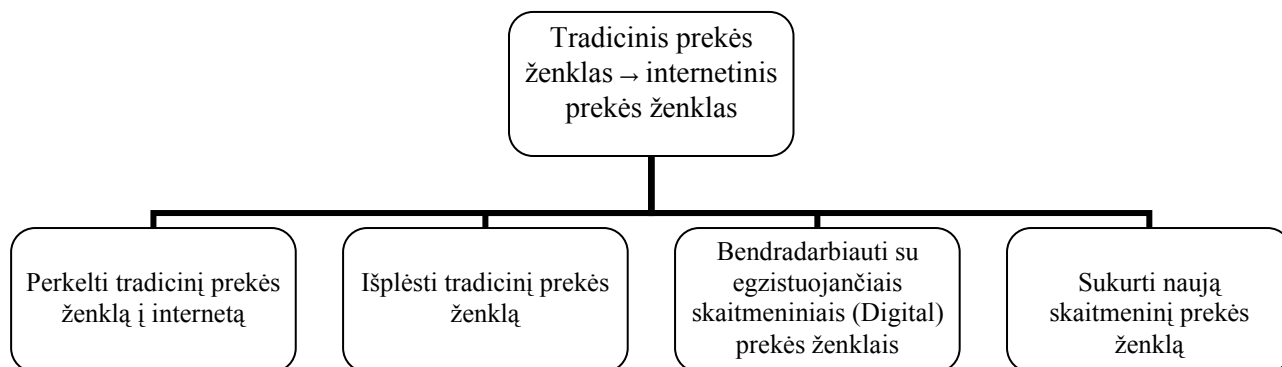 Tradicinis prekės
ženklas → internetinis
prekės ženklas
Perkelti tradicinį prekės
ženklą į internetą
Išplėsti tradicinį prekės
ženklą
Bendradarbiauti su
egzistuojančiais
skaitmeniniais (Digital)
prekės ženklais
Sukurti naują
skaitmeninį prekės
ženklą